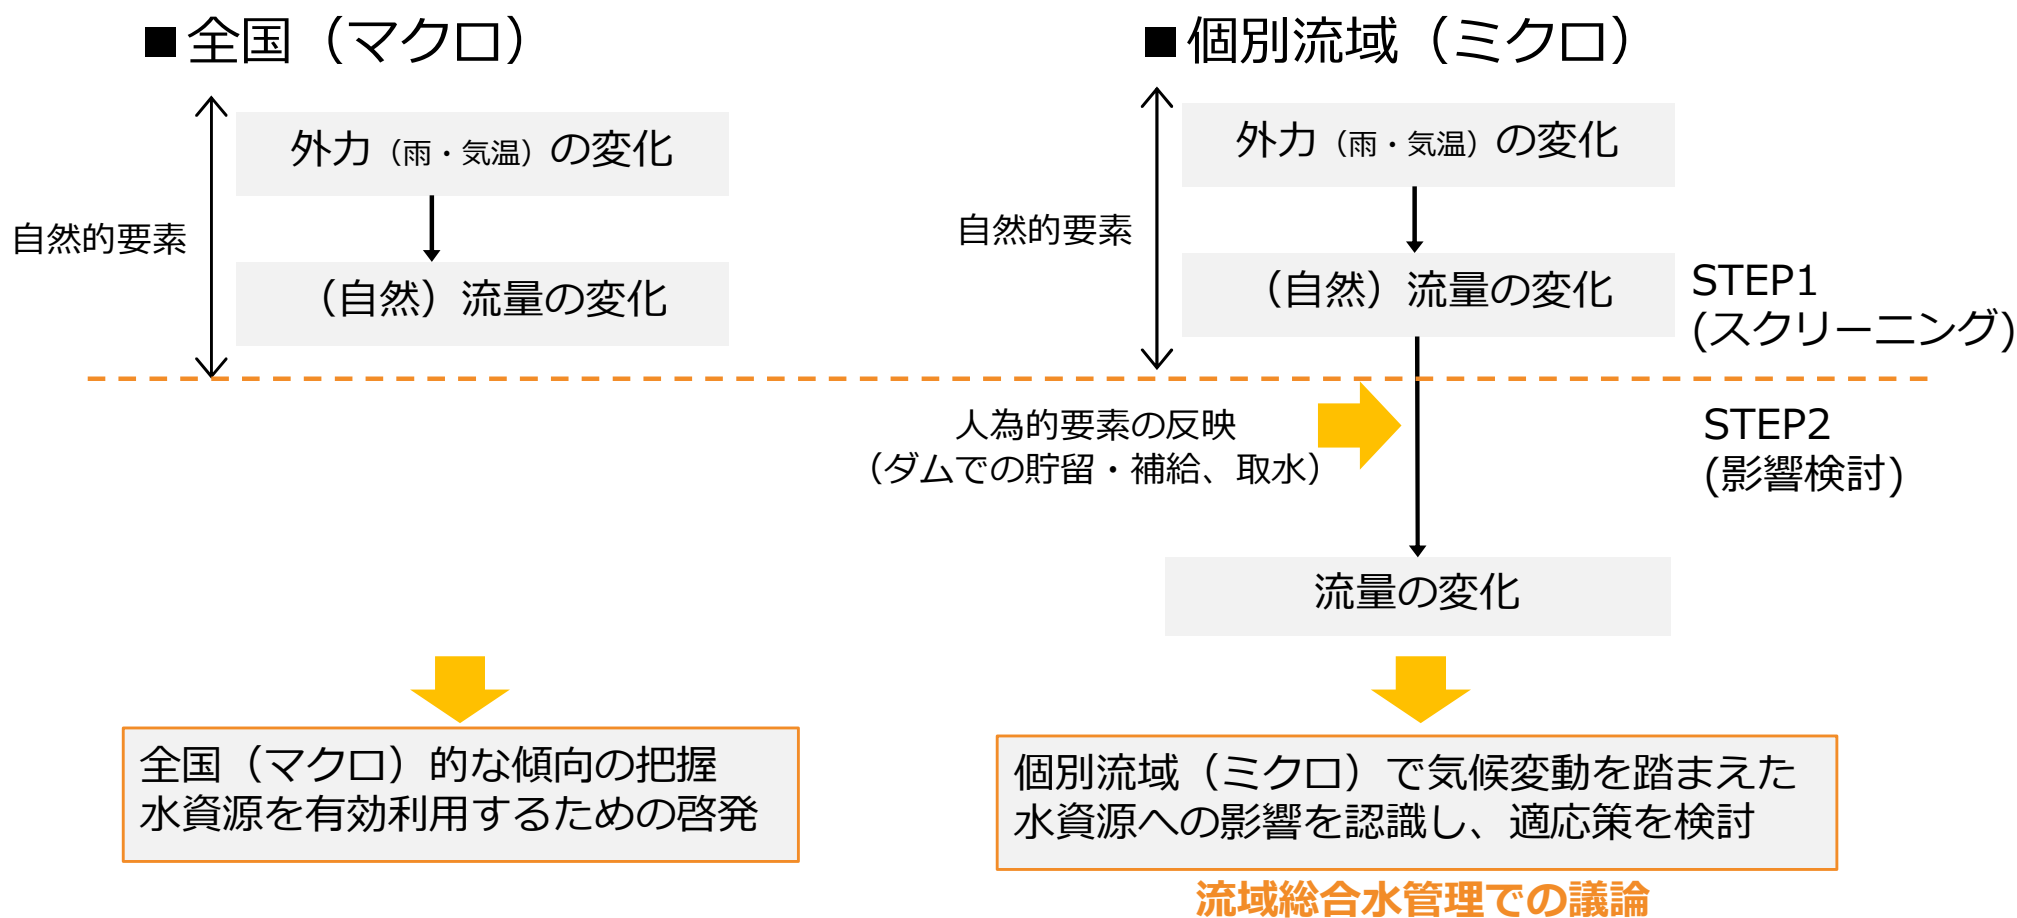 ■全国（マクロ）
外力（雨・気温）の変化
自然的要素
（自然）流量の変化
全国（マクロ）的な傾向の把握
水資源を有効利用するための啓発
■個別流域（ミクロ）
外力（雨・気温）の変化
自然的要素
（自然）流量の変化
STEP1
(スクリーニング)
人為的要素の反映
（ダムでの貯留・補給、取水）
STEP2
(影響検討)
流量の変化
個別流域（ミクロ）で気候変動を踏まえた
水資源への影響を認識し、適応策を検討
流域総合水管理での議論